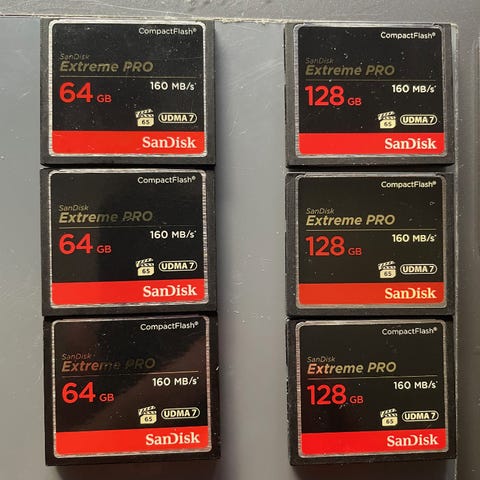 CompactFlash®
SanDisk
Extreme PRO
64 GB 160 MB/s*
65 UDMA 7
SanDisk
CompactFlash®
SanDisk
Extreme PRO
64 GB 160 MB/s*
65 UDMA 7
SanDisk
CompactFlash®
SanDisk
Extreme PRO
64 GB 160 MB/s*
65 UDMA 7
SanDisk
CompactFlash®
SanDisk
Extreme PRO
128 GB 160 MB/s*
65 UDMA 7
SanDisk
CompactFlash®
SanDisk
Extreme PRO
128 GB 160 MB/s*
65 UDMA 7
SanDisk
CompactFlash®
SanDisk
Extreme PRO
128 GB 160 MB/s*
65 UDMA 7
SanDisk